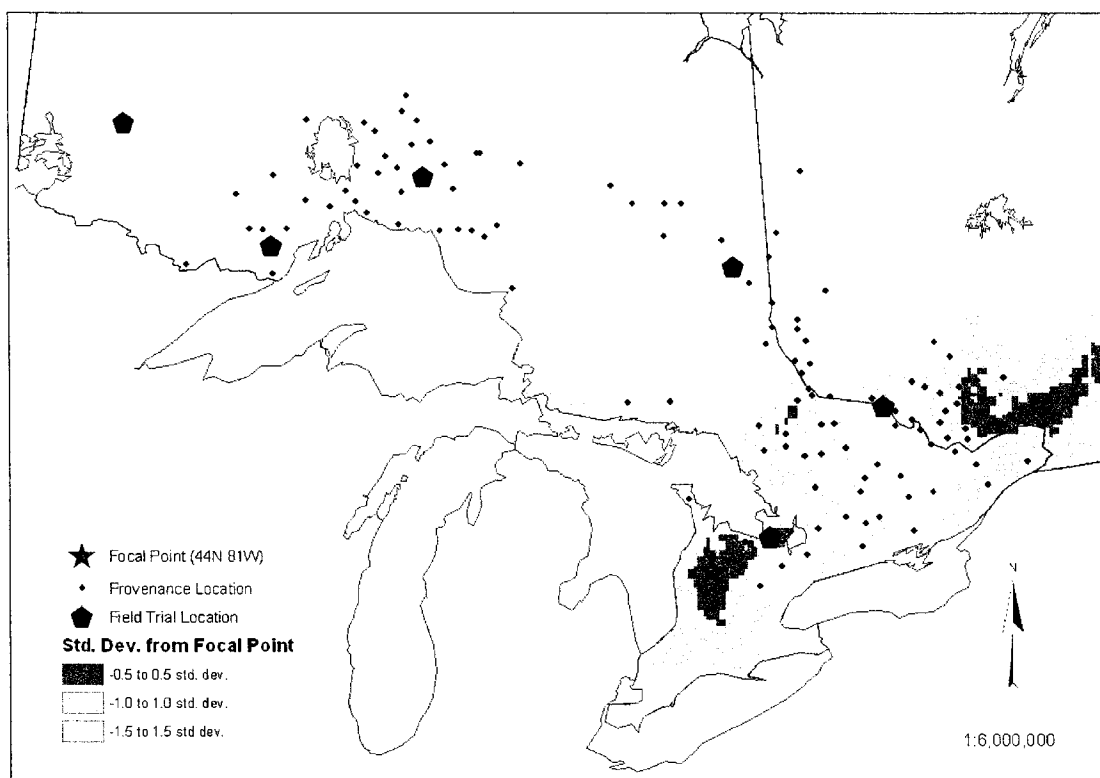 Focal Point (44N 81W)
Provenance Location
Field Trial Location
Std. Dev. from Focal Point
-0.5 to 0.5 std. dev.
-1.0 to 1.0 std. dev.
-1.5 to 1.5 std dev.
N
1:6,000,000